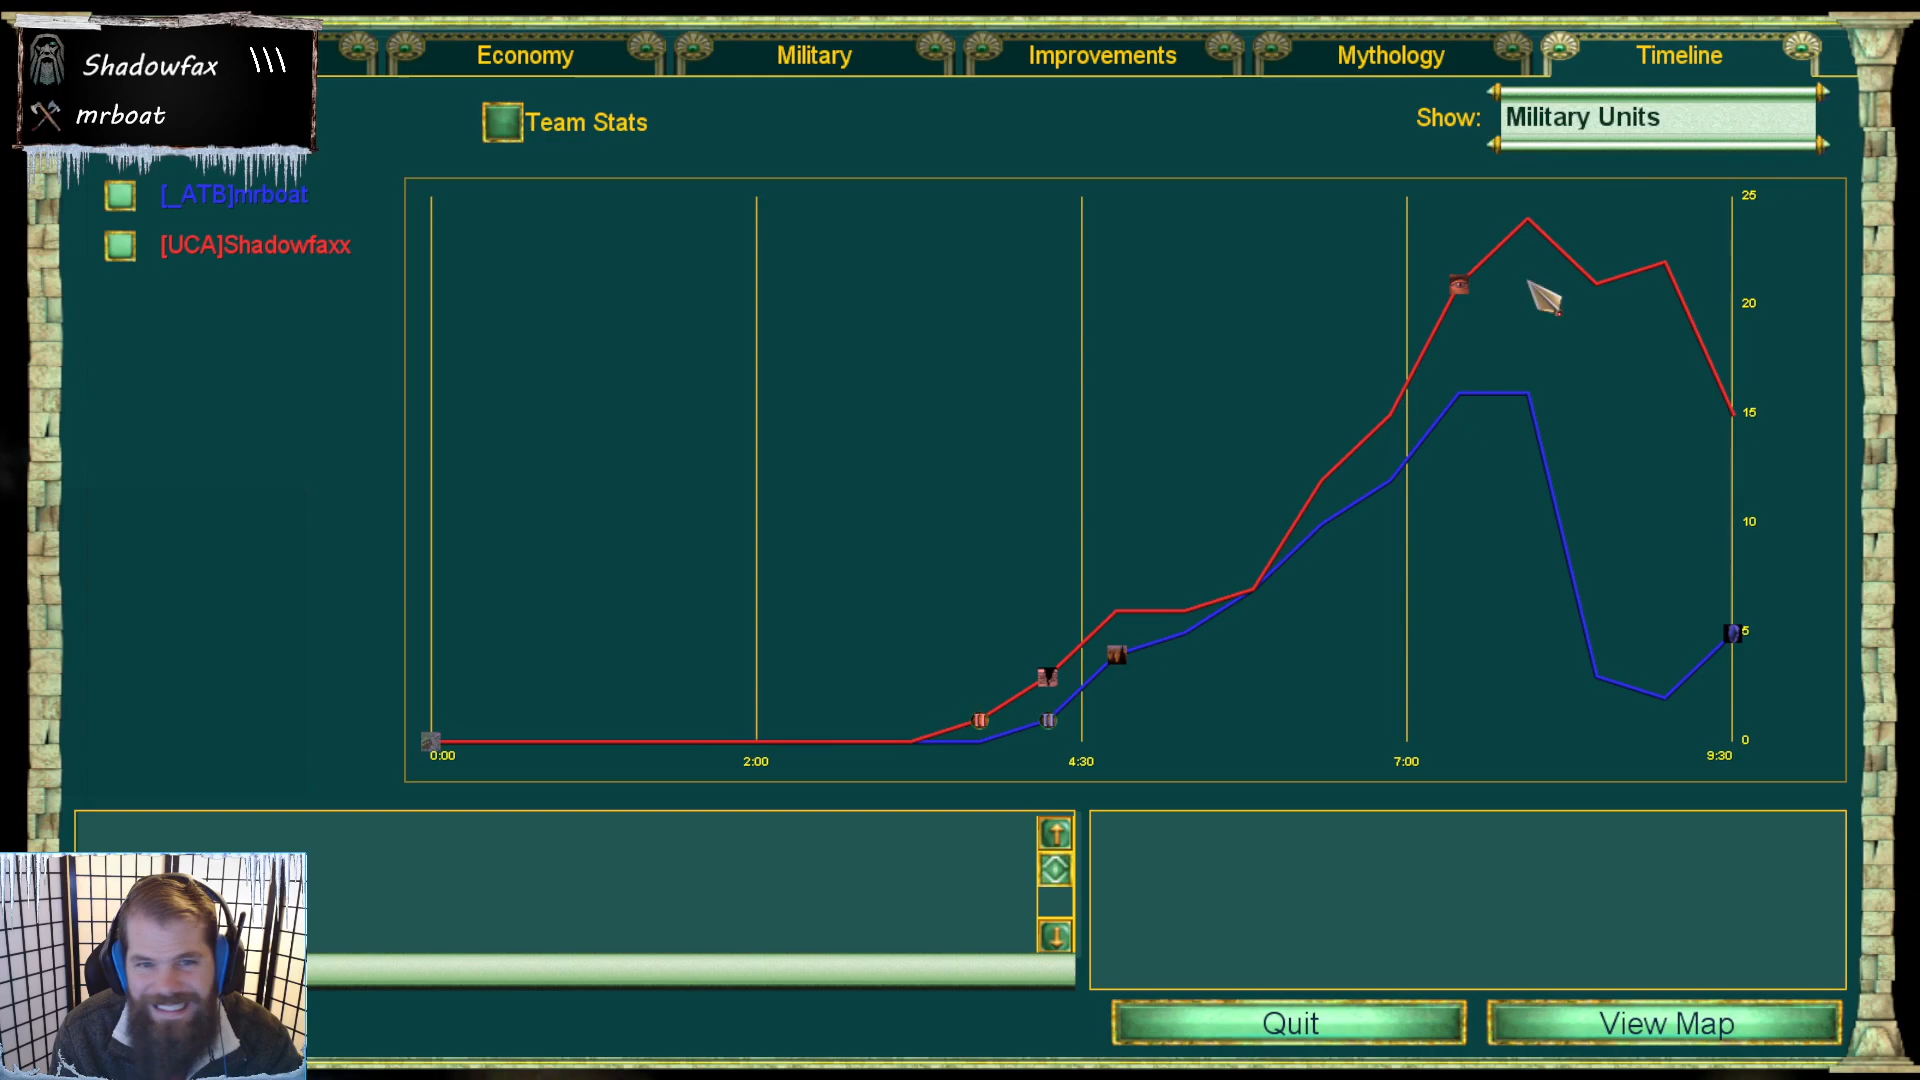 Shadowfax \\\
mrboat
Economy
Military
Improvements
Mythology
Timeline
Team Stats
Show: Military Units
[_ATB]mrboat
[UCA]Shadowfaxx
25
20
15
10
5
0
0:00
2:00
4:30
7:00
9:30
Quit
View Map